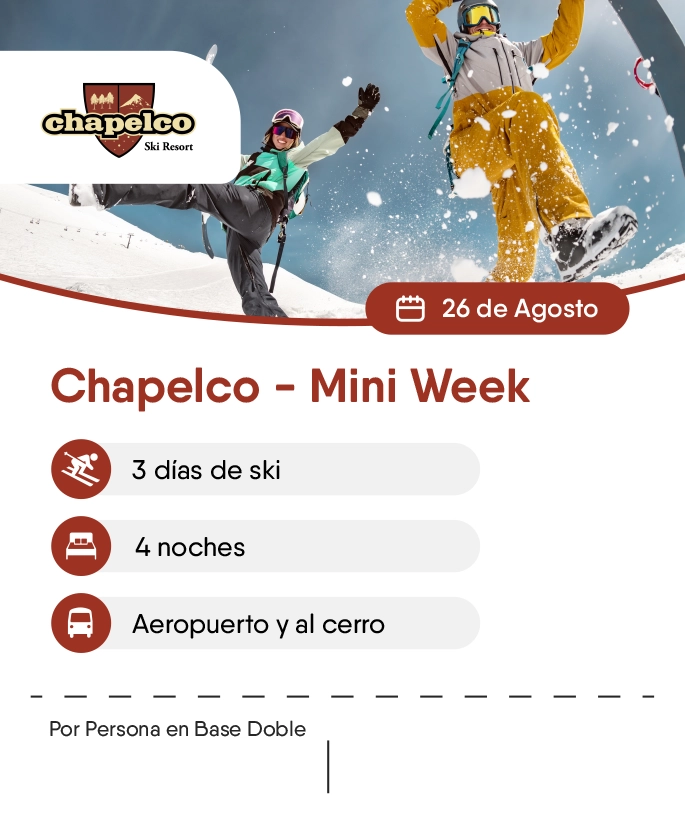 chapelco
Ski Resort
26 de Agosto
Chapelco - Mini Week
3 días de ski
4 noches
Aeropuerto y al cerro
Por Persona en Base Doble